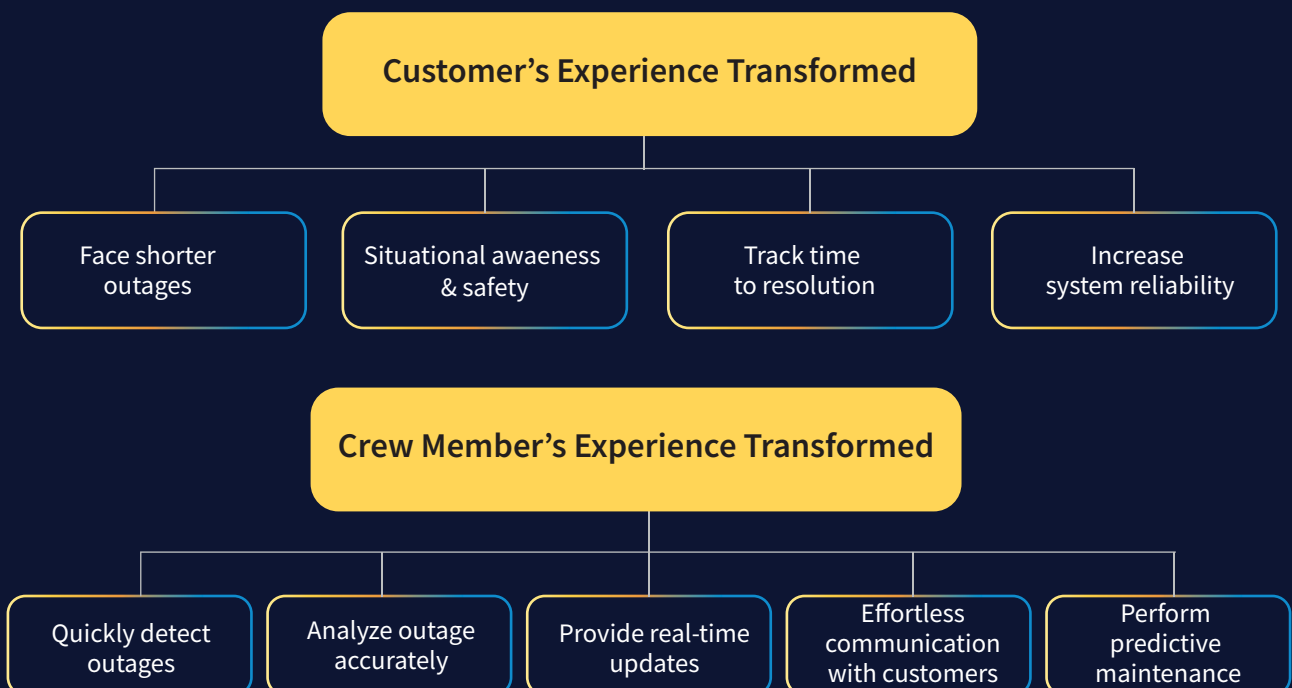 Customer’s Experience Transformed
Face shorter
outages
Situational awaeness
& safety
Track time
to resolution
Increase
system reliability
Crew Member’s Experience Transformed
Quickly detect
outages
Analyze outage
accurately
Provide real-time
updates
Effortless
communication
with customers
Perform
predictive
maintenance